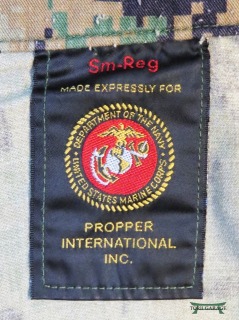 Sm-Reg
MADE EXPRESSLY FOR
DEPARTMENT OF THE NAVY
UNITED STATES MARINE CORPS
PROPPER
INTERNATIONAL
INC.